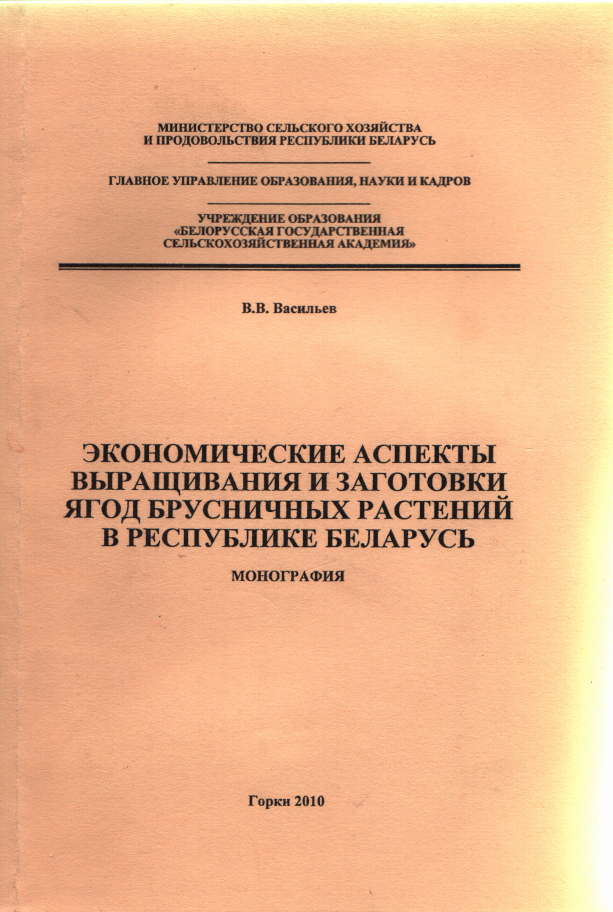 МИНИСТЕРСТВО СЕЛЬСКОГО ХОЗЯЙСТВА
И ПРОДОВОЛЬСТВИЯ РЕСПУБЛИКИ БЕЛАРУСЬ
ГЛАВНОЕ УПРАВЛЕНИЕ ОБРАЗОВАНИЯ, НАУКИ И КАДРОВ
УЧРЕЖДЕНИЕ ОБРАЗОВАНИЯ
«БЕЛОРУССКАЯ ГОСУДАРСТВЕННАЯ
СЕЛЬСКОХОЗЯЙСТВЕННАЯ АКАДЕМИЯ»
В.В. Васильев
ЭКОНОМИЧЕСКИЕ АСПЕКТЫ
ВЫРАЩИВАНИЯ И ЗАГОТОВКИ
ЯГОД БРУСНИЧНЫХ РАСТЕНИЙ
В РЕСПУБЛИКЕ БЕЛАРУСЬ
МОНОГРАФИЯ
Горки 2010